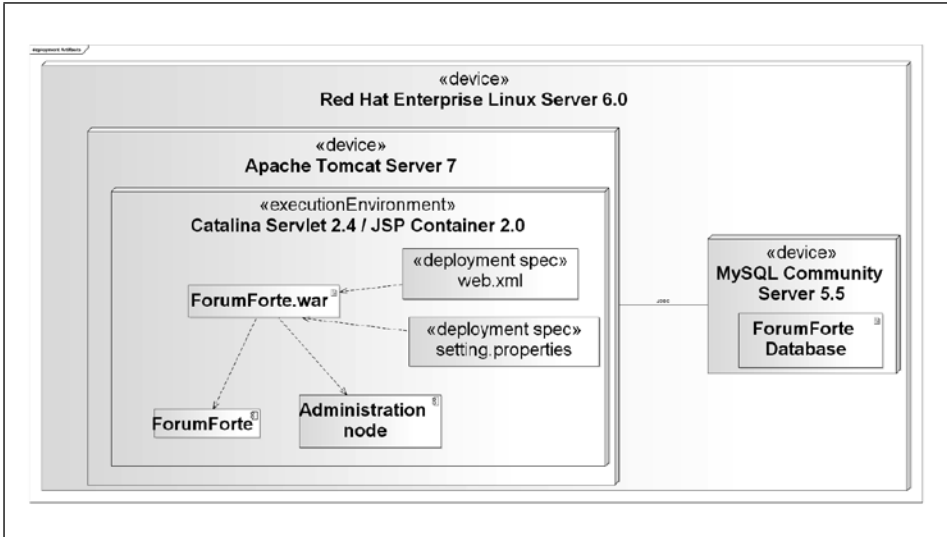 «device»
Red Hat Enterprise Linux Server 6.0
«device»
Apache Tomcat Server 7
«executionEnvironment»
Catalina Servlet 2.4 / JSP Container 2.0
«deployment spec»
web.xml
ForumForte.war
«deployment spec»
setting.properties
ForumForte
Administration
node
«device»
MySQL Community
Server 5.5
ForumForte
Database